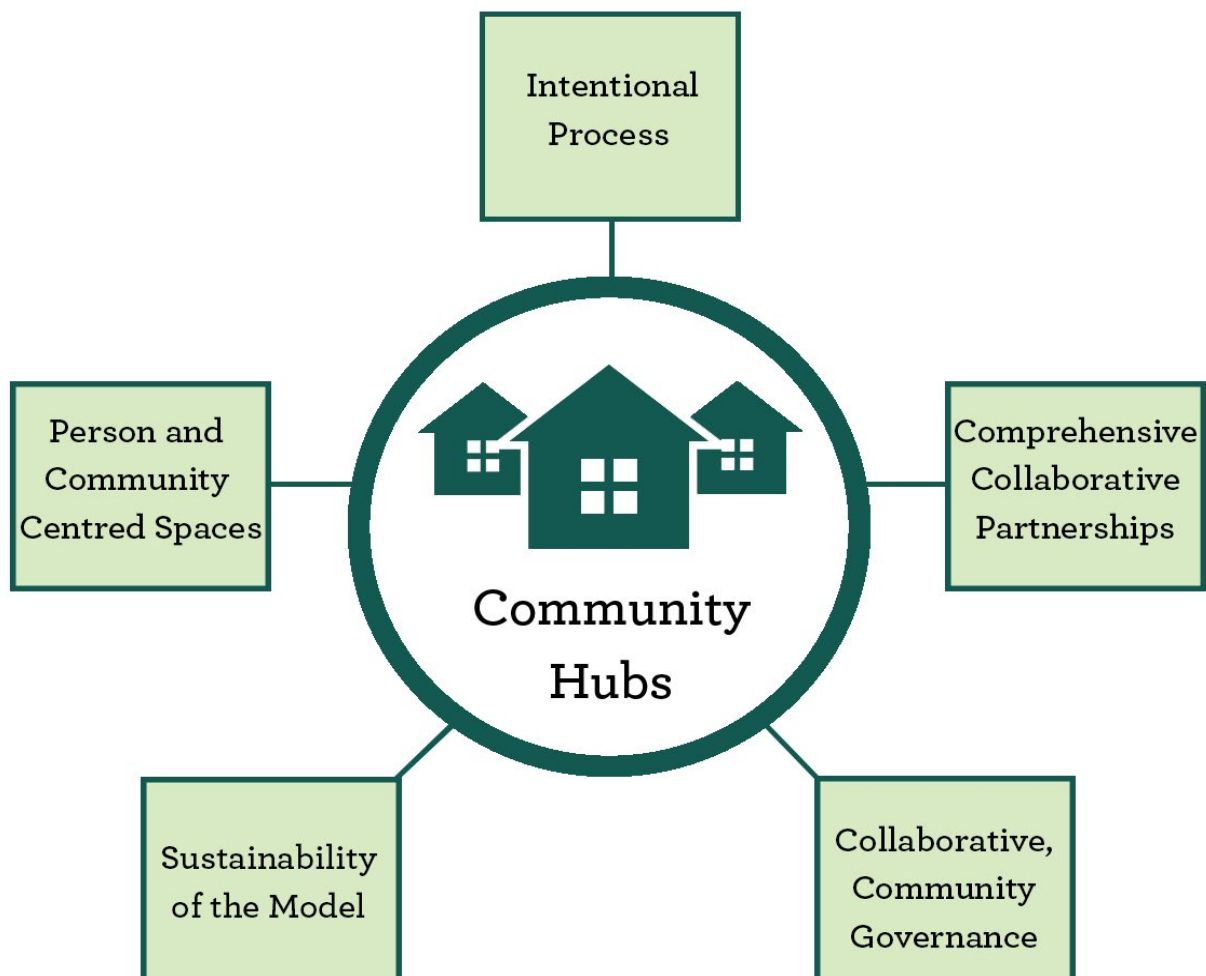 Intentional
Process
Person and
Community
Centred Spaces
Comprehensive
Collaborative
Partnerships
Community
Hubs
Sustainability
of the Model
Collaborative,
Community
Governance